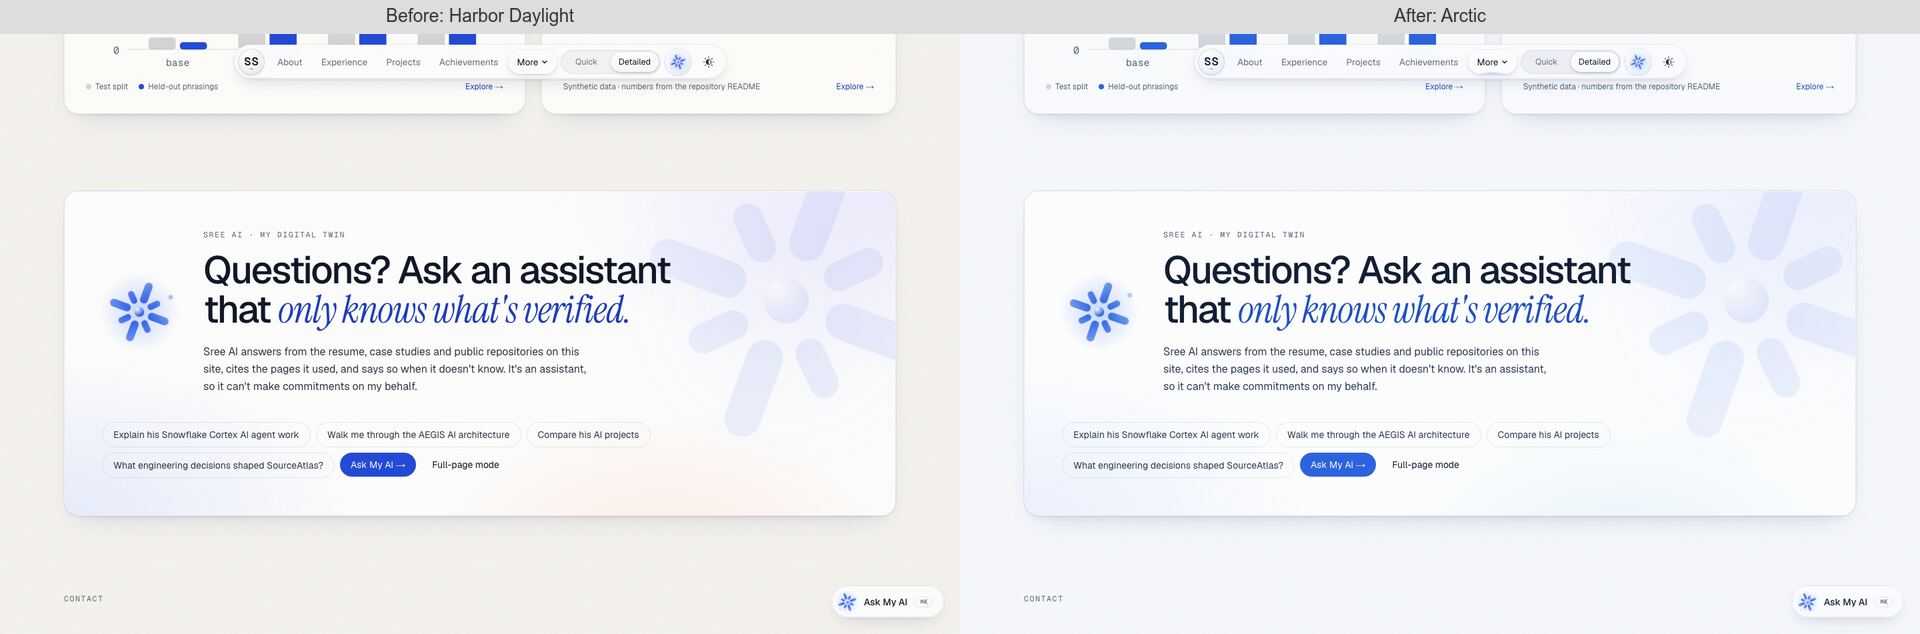 Before: Harbor Daylight
0
base
SS About Experience Projects Achievements More Quick Detailed
Test split Held-out phrasings Explore →
Synthetic data · numbers from the repository README Explore →
SREE AI · MY DIGITAL TWIN
Questions? Ask an assistant
that only knows what's verified.
Sree AI answers from the resume, case studies and public repositories on this
site, cites the pages it used, and says so when it doesn't know. It's an assistant,
so it can't make commitments on my behalf.
Explain his Snowflake Cortex AI agent work Walk me through the AEGIS AI architecture Compare his AI projects
What engineering decisions shaped SourceAtlas? Ask My AI → Full-page mode
CONTACT
Ask My AI ⌘K
After: Arctic
0
base
SS About Experience Projects Achievements More Quick Detailed
Test split Held-out phrasings Explore →
Synthetic data · numbers from the repository README Explore →
SREE AI · MY DIGITAL TWIN
Questions? Ask an assistant
that only knows what's verified.
Sree AI answers from the resume, case studies and public repositories on this
site, cites the pages it used, and says so when it doesn't know. It's an assistant,
so it can't make commitments on my behalf.
Explain his Snowflake Cortex AI agent work Walk me through the AEGIS AI architecture Compare his AI projects
What engineering decisions shaped SourceAtlas? Ask My AI → Full-page mode
CONTACT
Ask My AI ⌘K